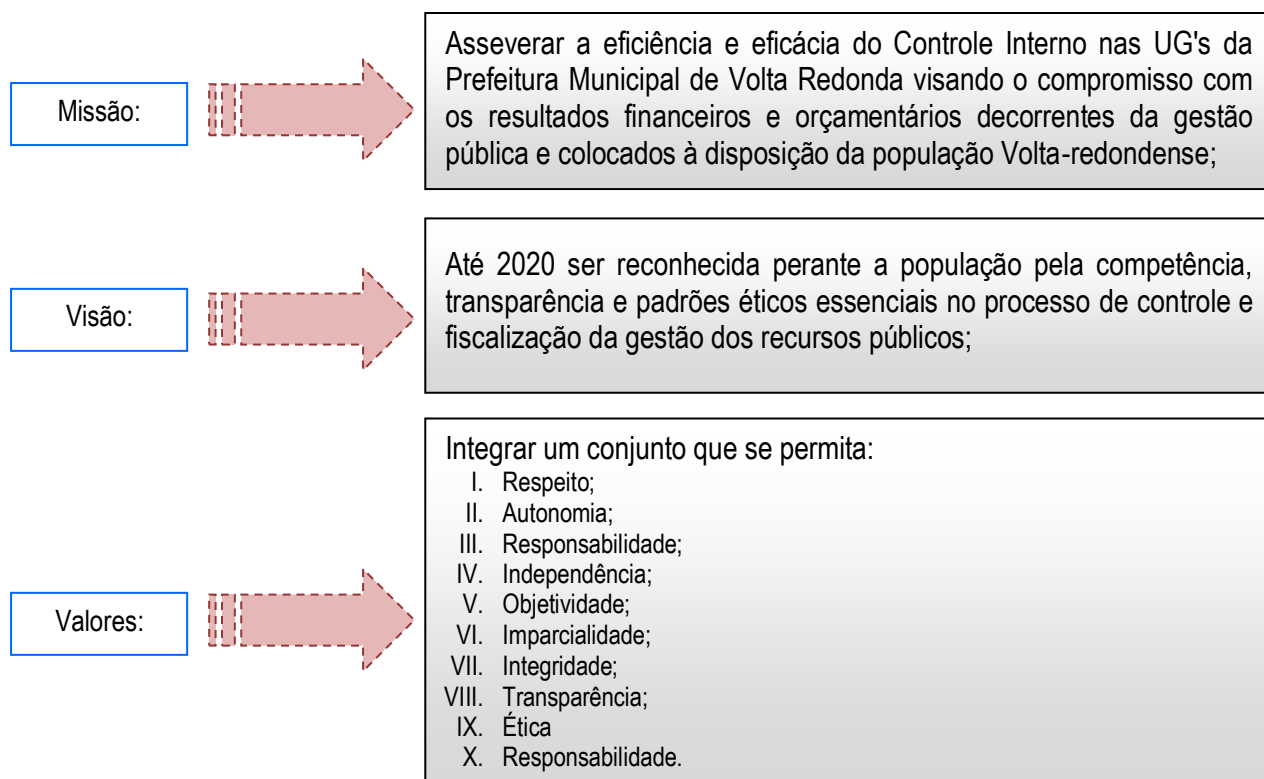 Missão:
Asseverar a eficiência e eficácia do Controle Interno nas UG's da
Prefeitura Municipal de Volta Redonda visando o compromisso com
os resultados financeiros e orçamentários decorrentes da gestão
pública e colocados à disposição da população Volta-redondense;
Visão:
Até 2020 ser reconhecida perante a população pela competência,
transparência e padrões éticos essenciais no processo de controle e
fiscalização da gestão dos recursos públicos;
Valores:
Integrar um conjunto que se permita:
I. Respeito;
II. Autonomia;
III. Responsabilidade;
IV. Independência;
V. Objetividade;
VI. Imparcialidade;
VII. Integridade;
VIII. Transparência;
IX. Ética
X. Responsabilidade.